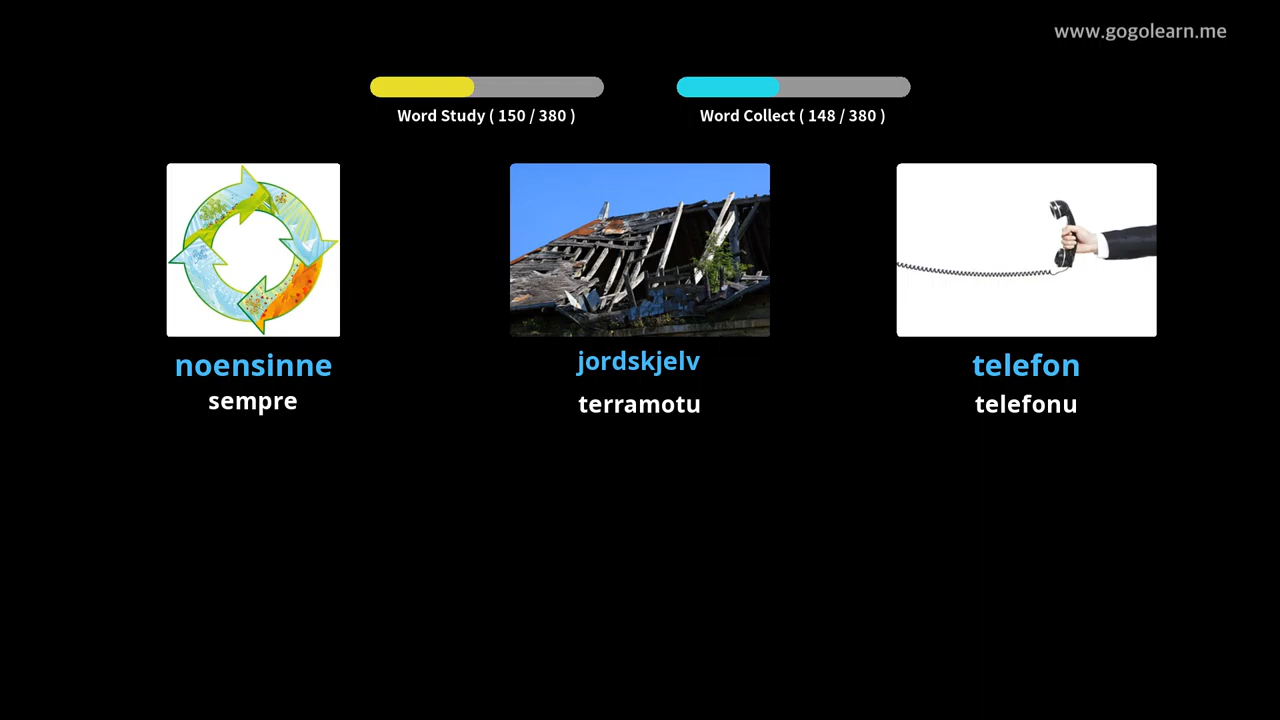 www.gogolearn.me
Word Study ( 150 / 380 )
Word Collect ( 148 / 380 )
noensinne
sempre
jordskjelv
terramotu
telefon
telefonu